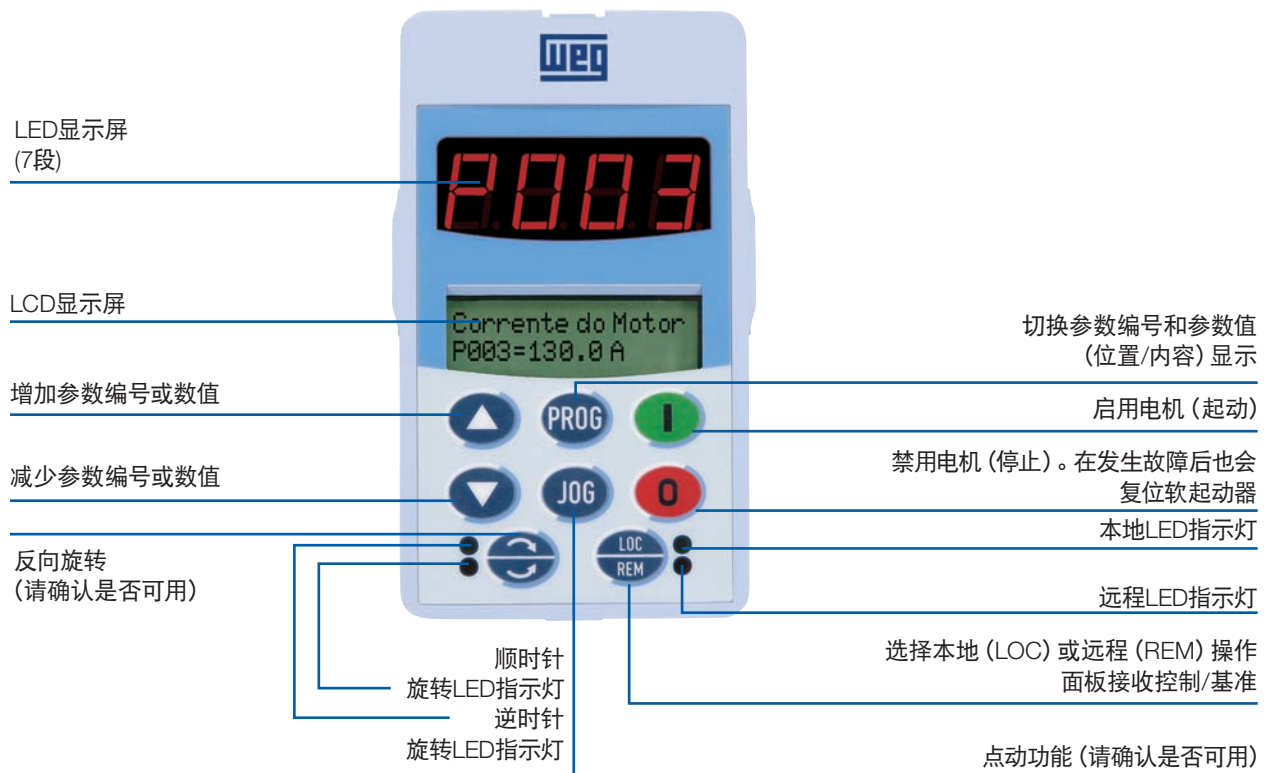 weg
LED显示屏
(7段)
P003
LCD显示屏
Corrente do Motor
P003=130.0 A
切换参数编号和参数值
(位置/内容) 显示
增加参数编号或数值
PROG
I
启用电机 (起动)
禁用电机 (停止) 。在发生故障后也会
复位软起动器
减少参数编号或数值
JOG
0
本地LED指示灯
反向旋转
(请确认是否可用)
LOC
REM
远程LED指示灯
顺时针
旋转LED指示灯
逆时针
旋转LED指示灯
选择本地 (LOC) 或远程 (REM) 操作
面板接收控制/基准
点动功能 (请确认是否可用)